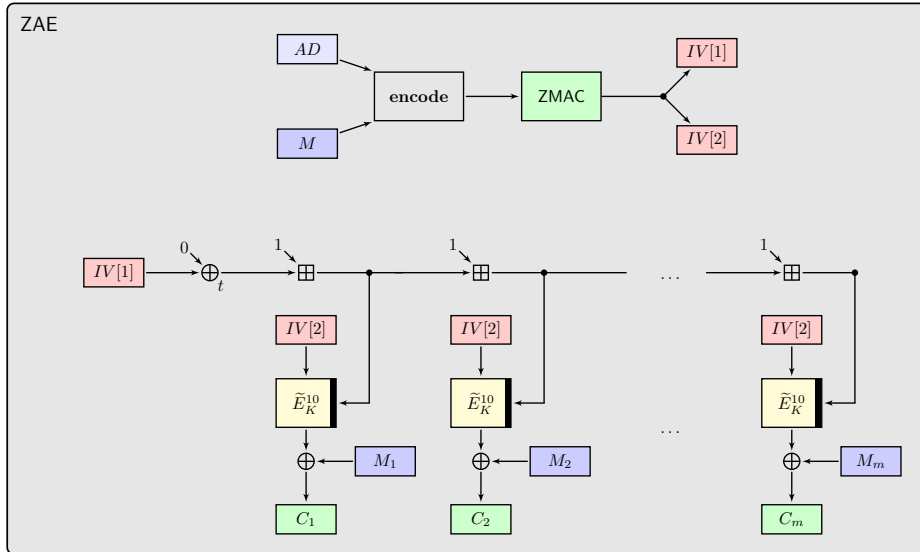 ZAE
AD
IV[1]
encode
ZMAC
M
IV[2]
0 1 1 1
IV[1] ⊕ ⊞ ⊞ ... ⊞
t
IV[2] IV[2] IV[2]
Ẽ_K^{10} Ẽ_K^{10} Ẽ_K^{10}
...
⊕ M_1 ⊕ M_2 ⊕ M_m
C_1 C_2 C_m